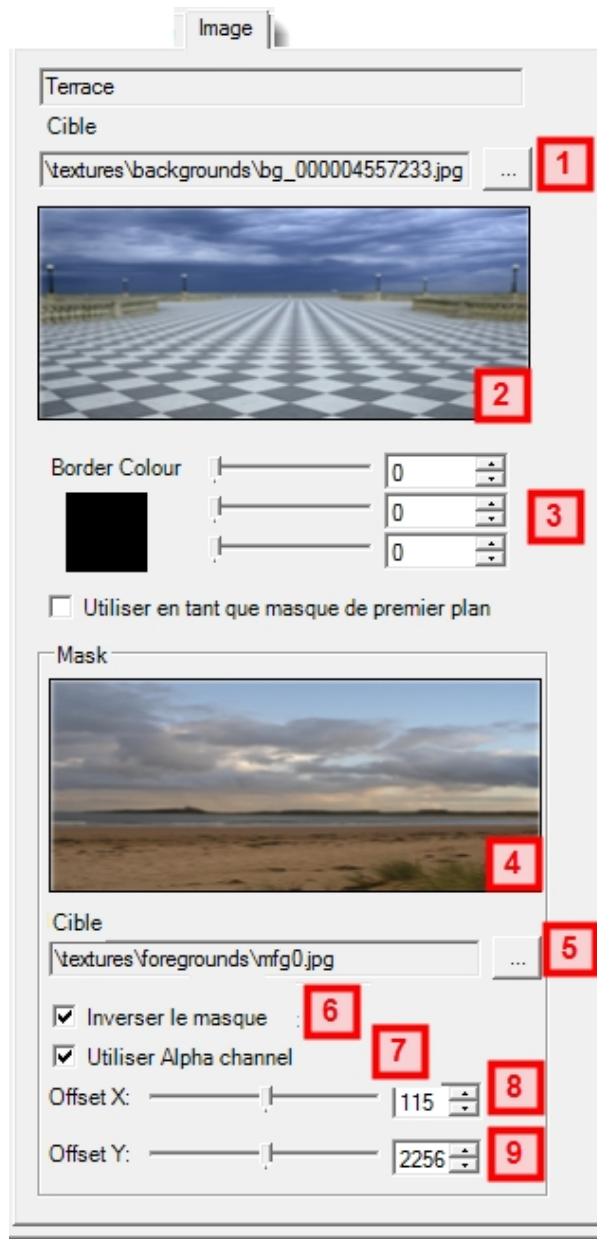 Image
Terrace
Cible
\textures\backgrounds\bg_000004557233.jpg ... 1
2
Border Colour 0
0 3
0
Utiliser en tant que masque de premier plan
Mask
4
Cible
\textures\foregrounds\mfg0.jpg ... 5
Inverser le masque : 6
Utiliser Alpha channel 7
Offset X: 115 8
Offset Y: 2256 9